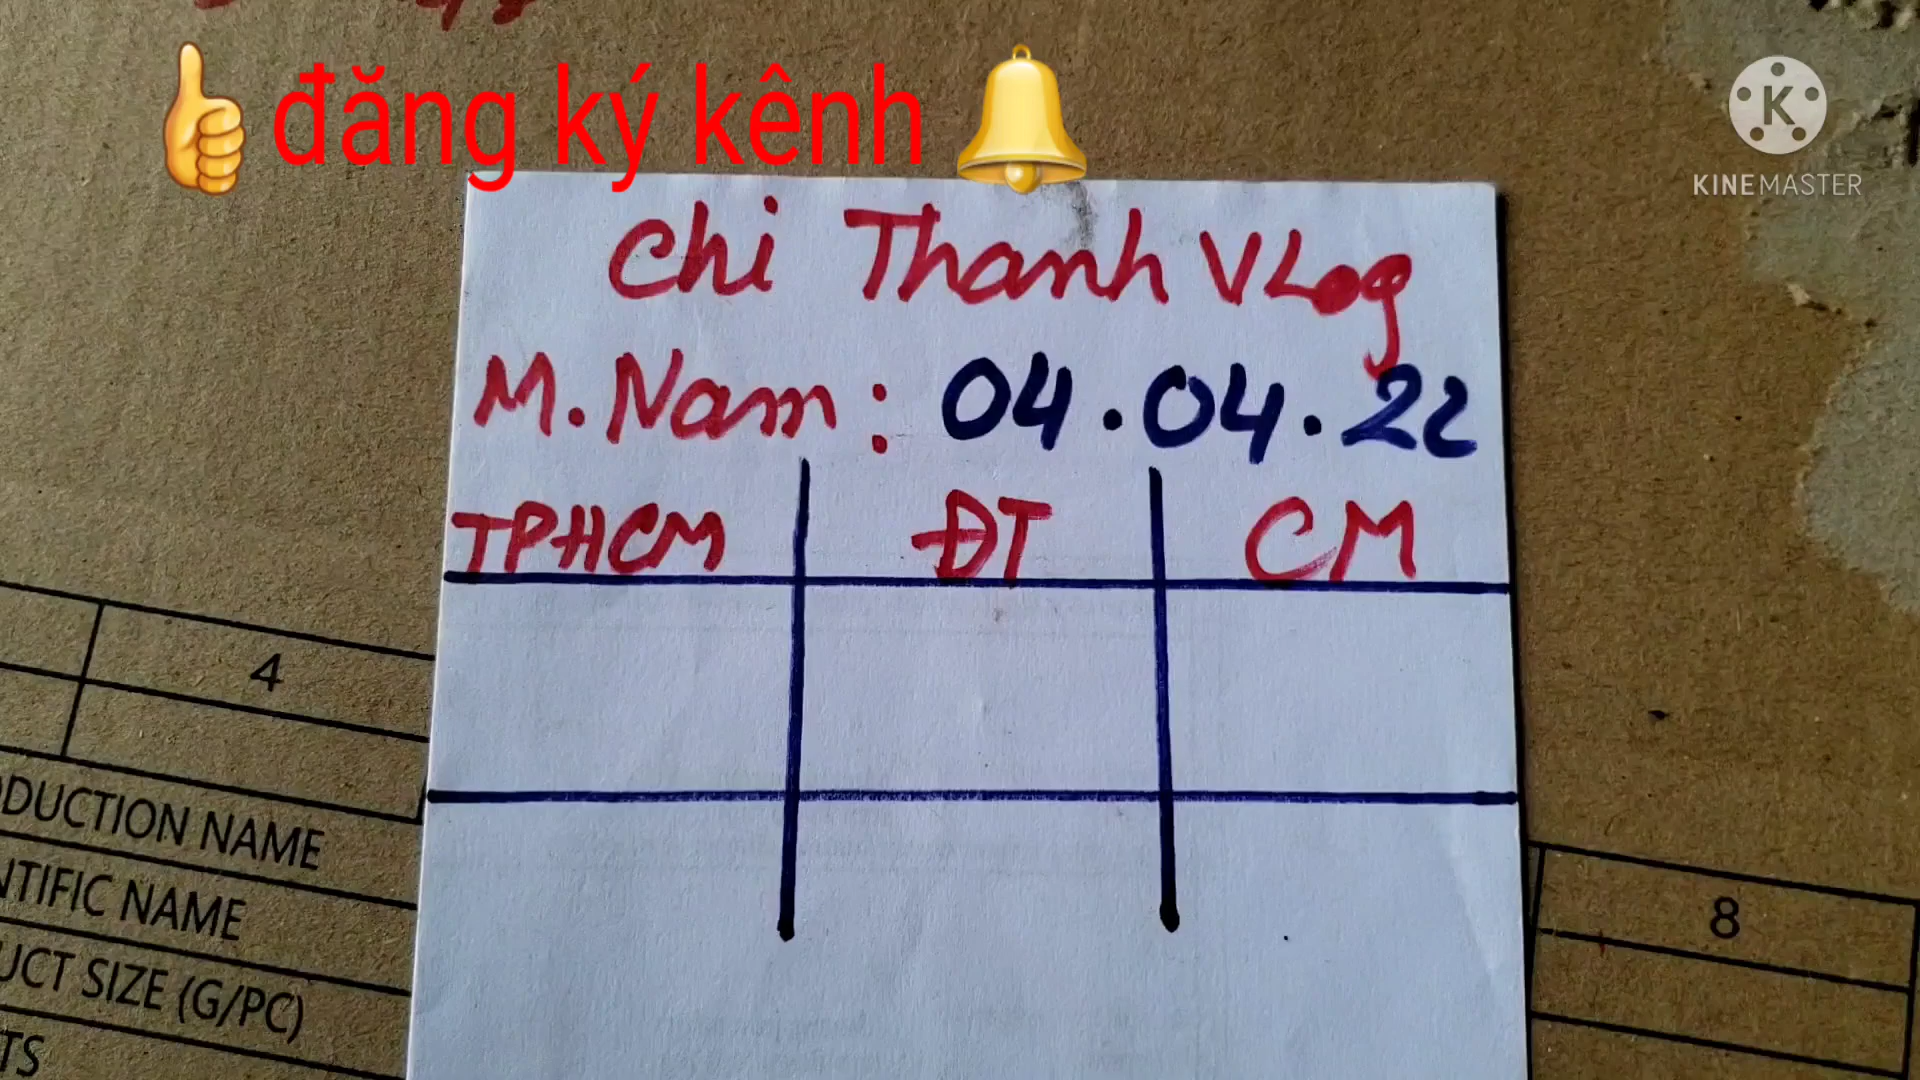 👍đăng ký kênh🔔
KINEMASTER
Chi Thanh VLog
M. Nam: 04.04.22
TPHCM ĐT CM
4
8
DUCTION NAME
NTIFIC NAME
UCT SIZE (G/PC)
TS